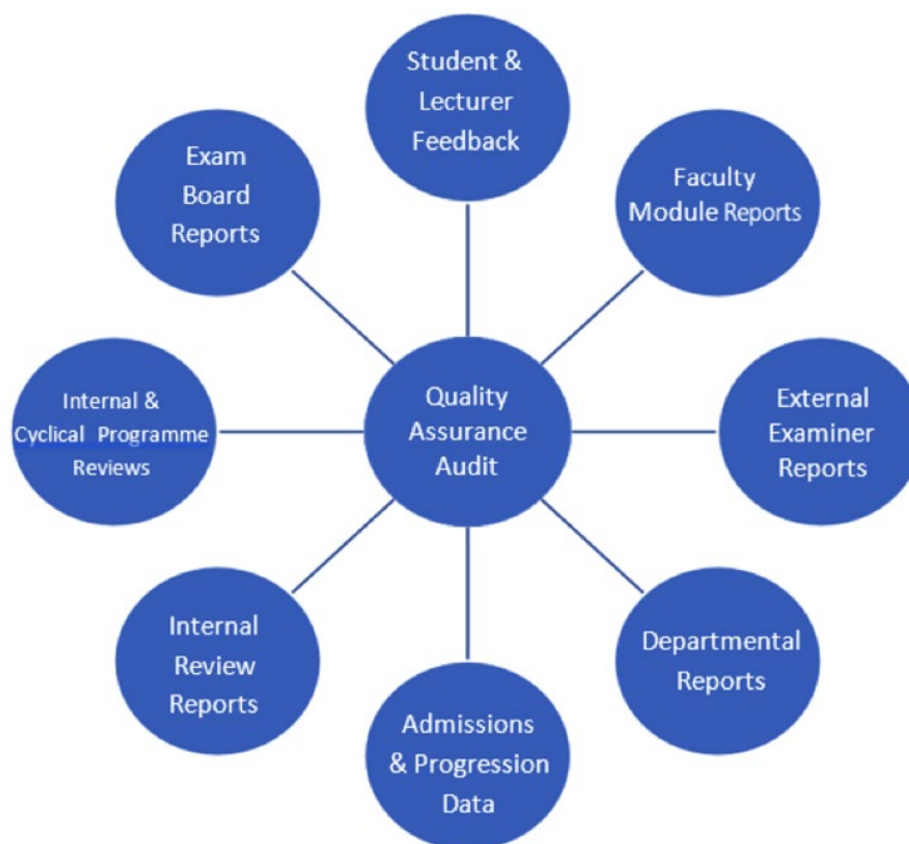 Student &
Lecturer
Feedback
Faculty
Module Reports
External
Examiner
Reports
Departmental
Reports
Admissions
& Progression
Data
Internal
Review
Reports
Internal &
Cyclical Programme
Reviews
Exam
Board
Reports
Quality
Assurance
Audit